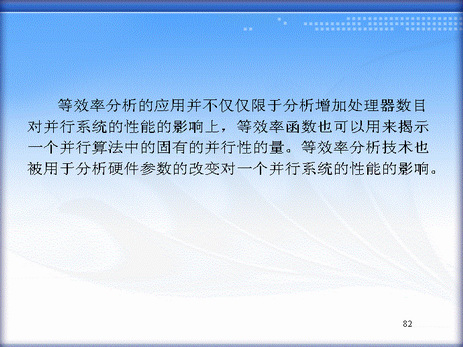 等效率分析的应用并不仅仅限于分析增加处理器数目
对并行系统的性能的影响上，等效率函数也可以用来揭示
一个并行算法中的固有的并行性的量。等效率分析技术也
被用于分析硬件参数的改变对一个并行系统的性能的影响。
82